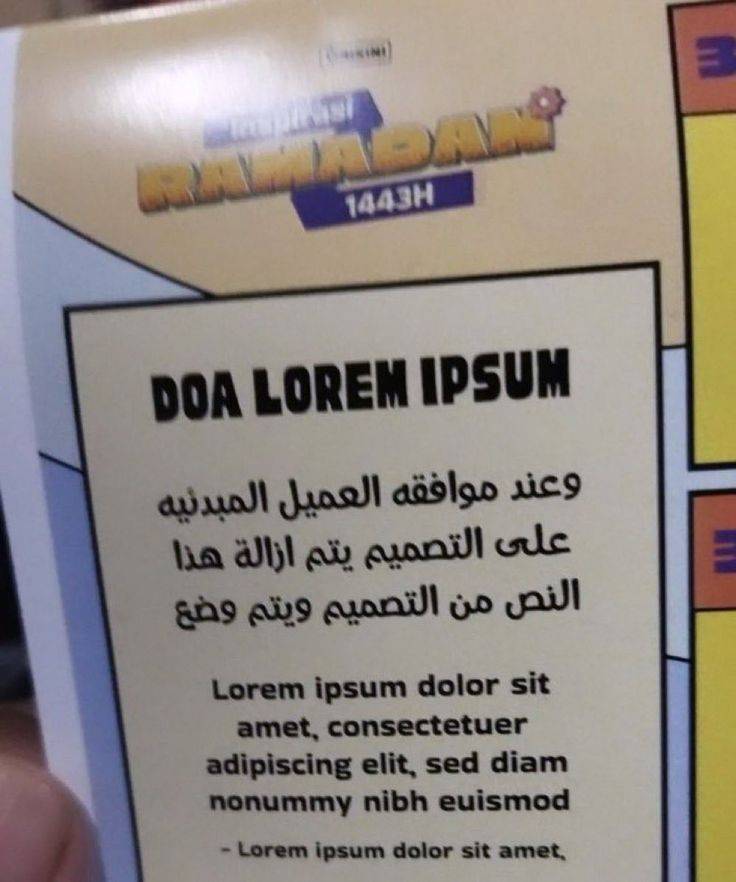 Inspirasi
RAMADAN
1443H
DOA LOREM IPSUM
وعند موافقه العميل المبدئيه
على التصميم يتم ازالة هذا
النص من التصميم ويتم وضع
Lorem ipsum dolor sit
amet, consectetuer
adipiscing elit, sed diam
nonummy nibh euismod
- Lorem ipsum dolor sit amet,
3
3